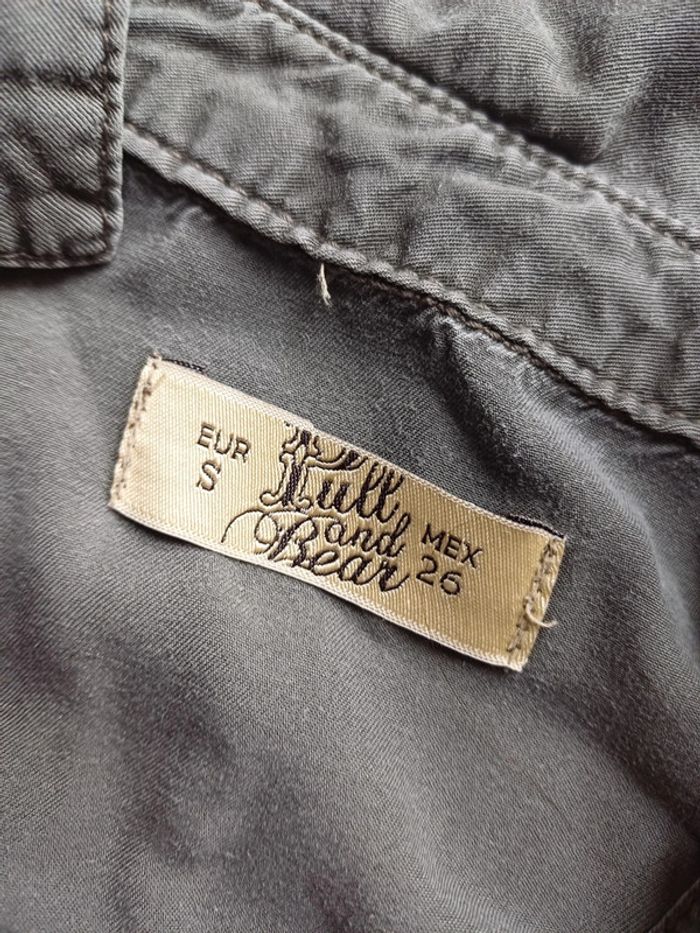 EUR
S
Pull
and
Bear
MEX
26